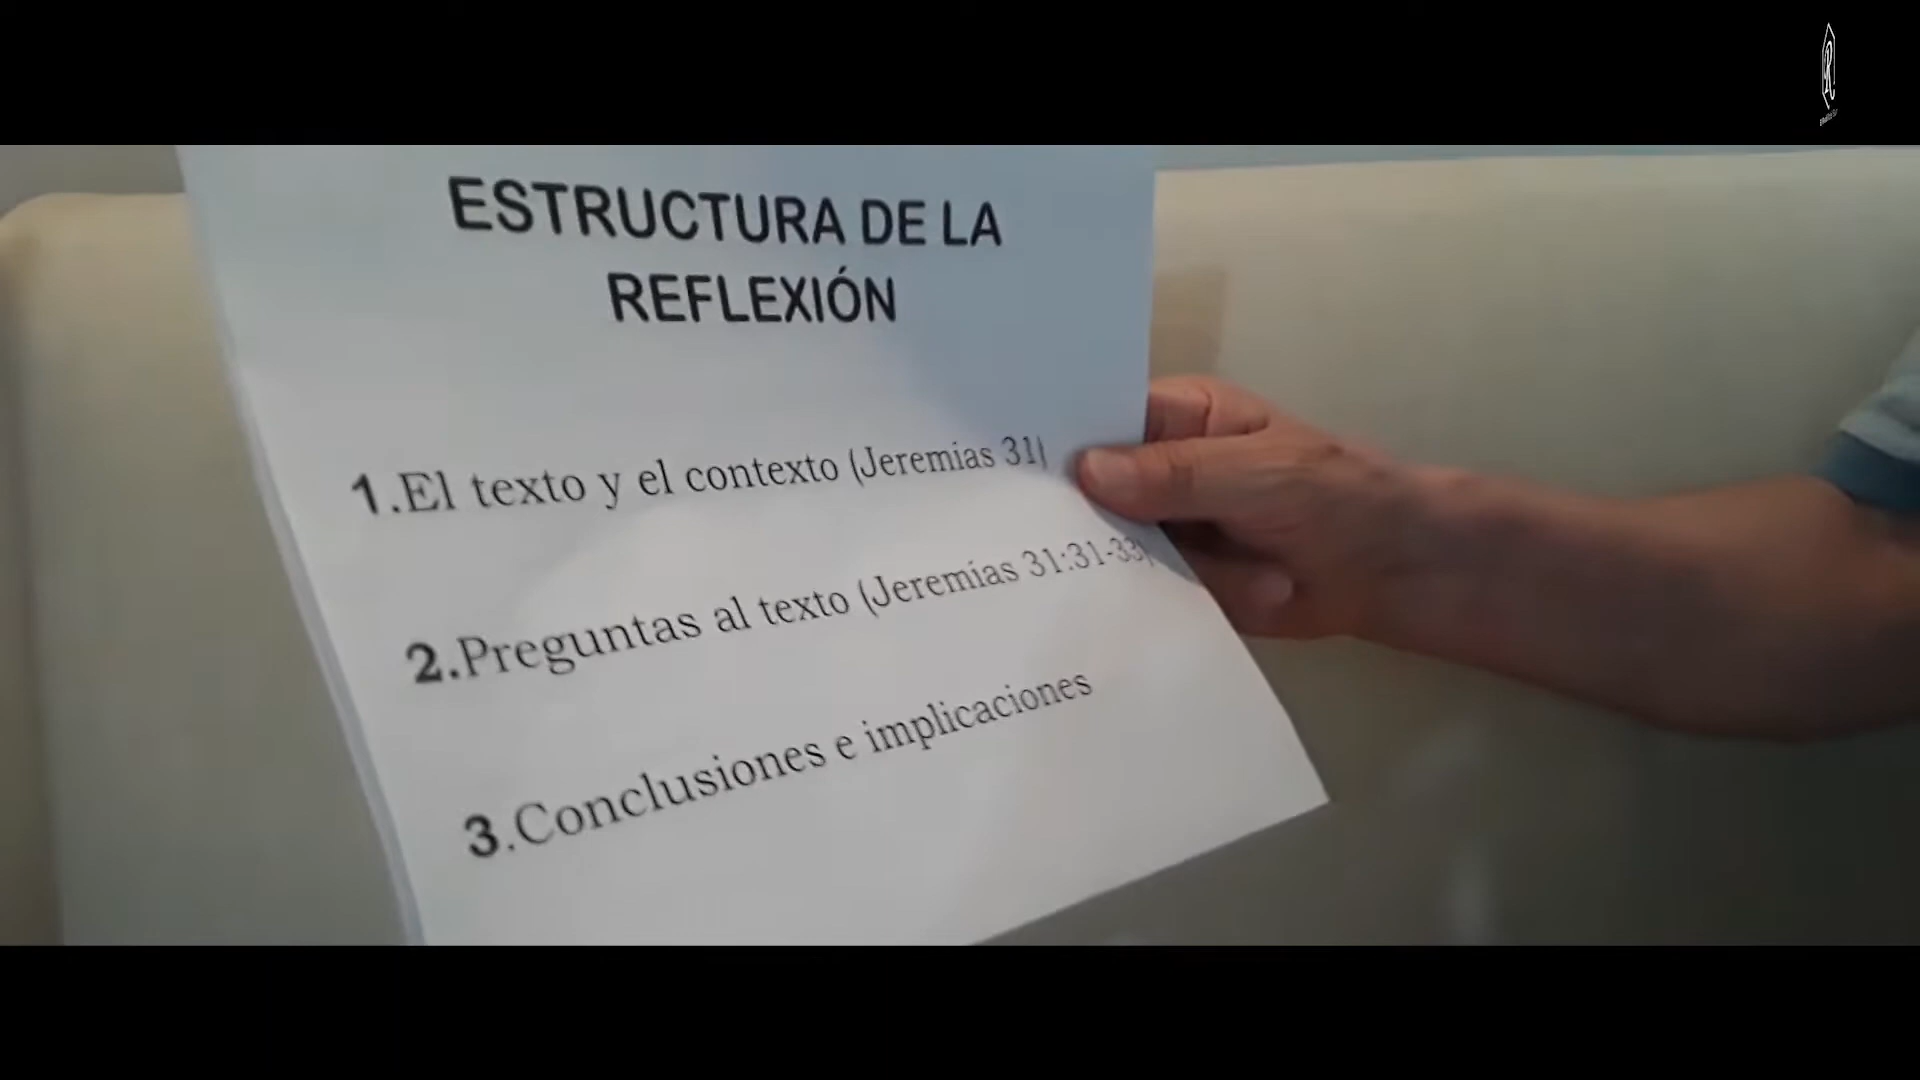 ESTRUCTURA DE LA
REFLEXIÓN
1.El texto y el contexto (Jeremías 31)
2.Preguntas al texto (Jeremías 31:31-33)
3.Conclusiones e implicaciones